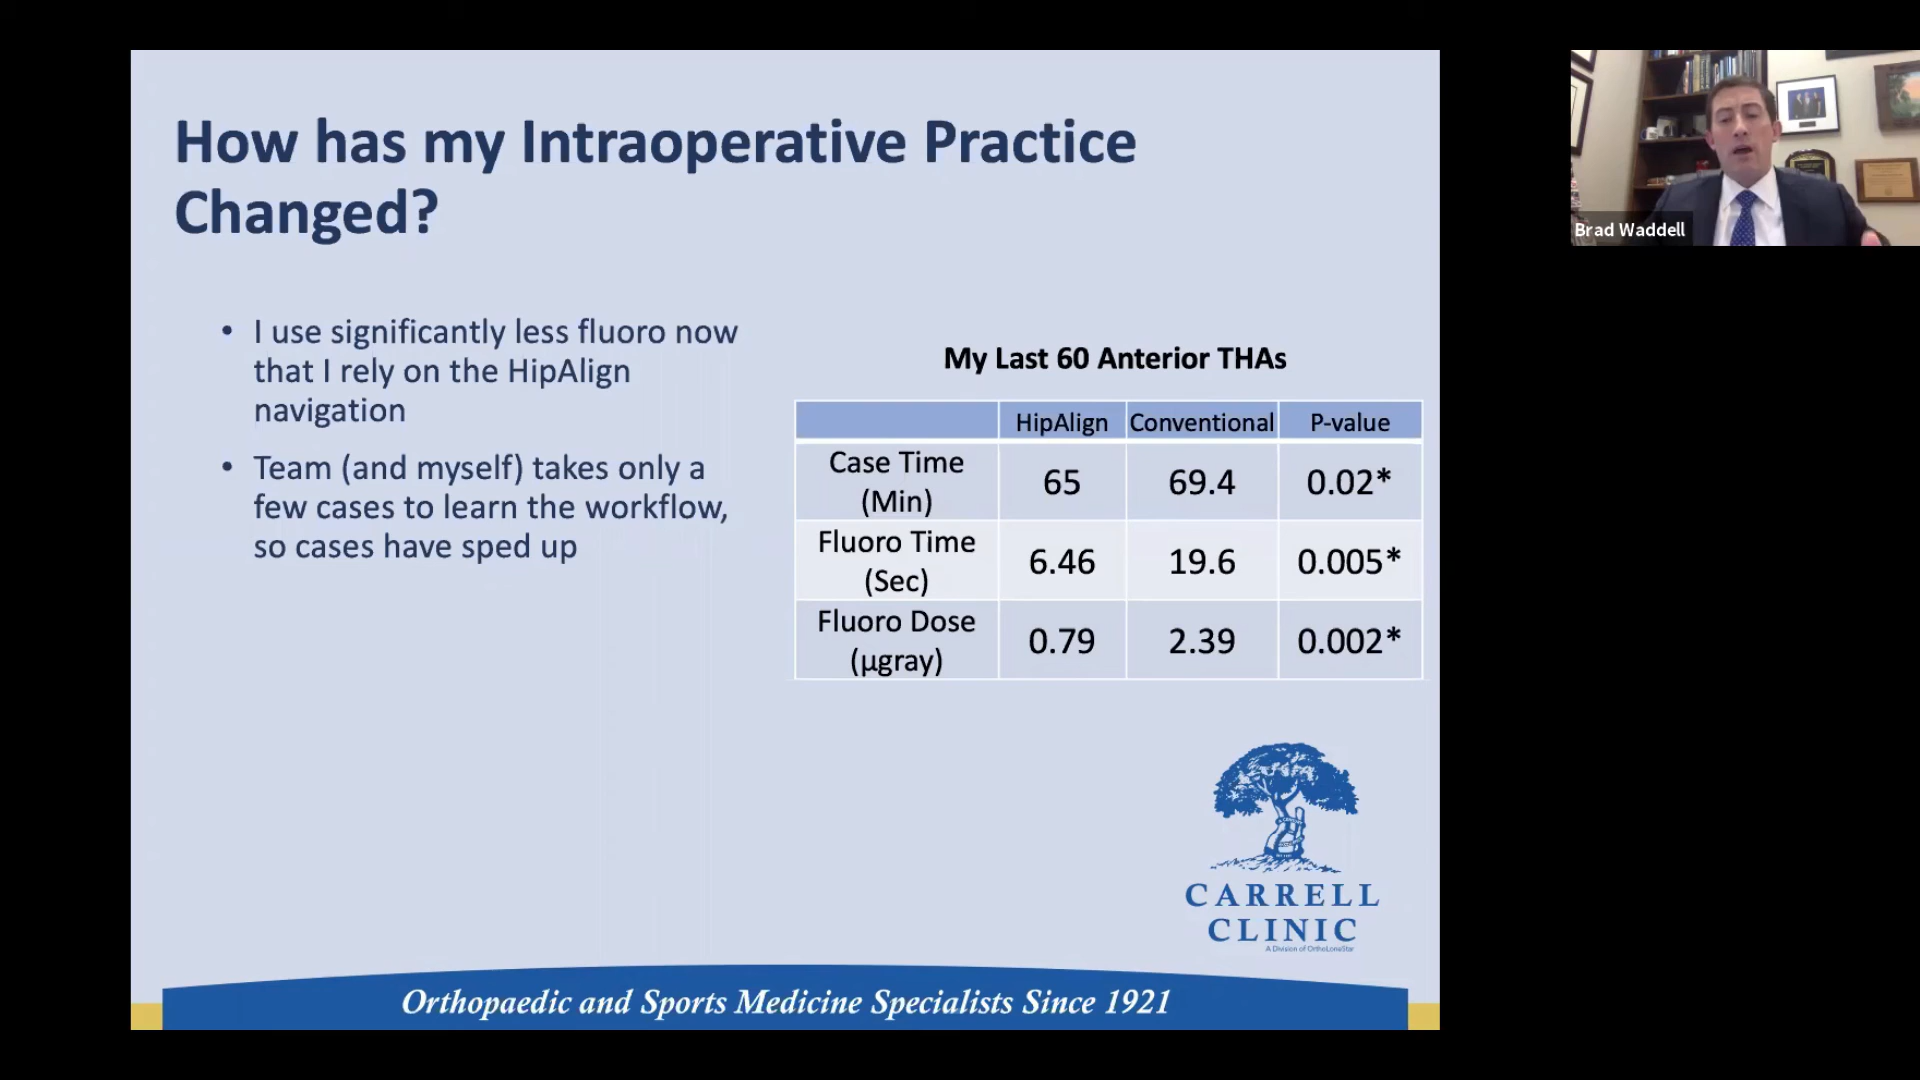 How has my Intraoperative Practice
Changed?
• I use significantly less fluoro now
that I rely on the HipAlign
navigation
• Team (and myself) takes only a
few cases to learn the workflow,
so cases have sped up
My Last 60 Anterior THAs
HipAlign Conventional P-value
Case Time
(Min) 65 69.4 0.02*
Fluoro Time
(Sec) 6.46 19.6 0.005*
Fluoro Dose
(µgray) 0.79 2.39 0.002*
CARRELL
CLINIC
A Division of OrthoLoneStar
Orthopaedic and Sports Medicine Specialists Since 1921
Brad Waddell